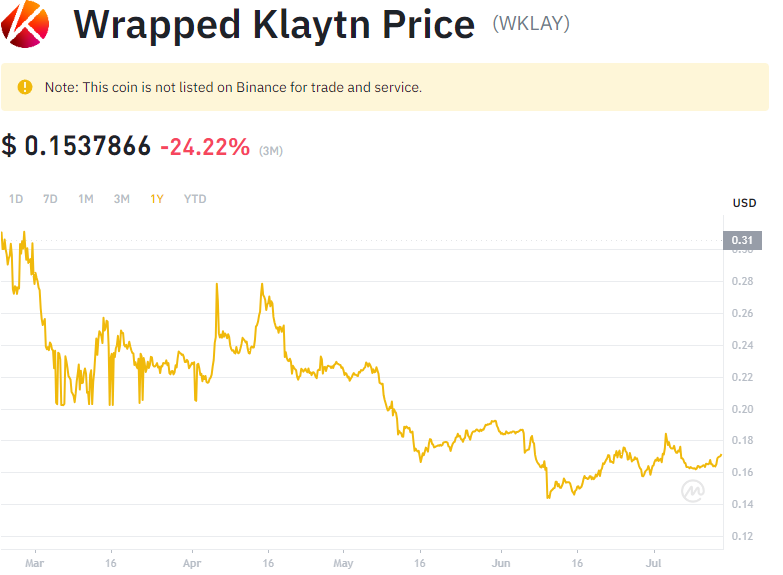 Wrapped Klaytn Price (WKLAY)
Note: This coin is not listed on Binance for trade and service.
$ 0.1537866 -24.22% (3M)
1D 7D 1M 3M 1Y YTD
USD
0.31
0.30
0.28
0.26
0.24
0.22
0.20
0.18
0.16
0.14
0.12
Mar 16 Apr 16 May 16 Jun 16 Jul